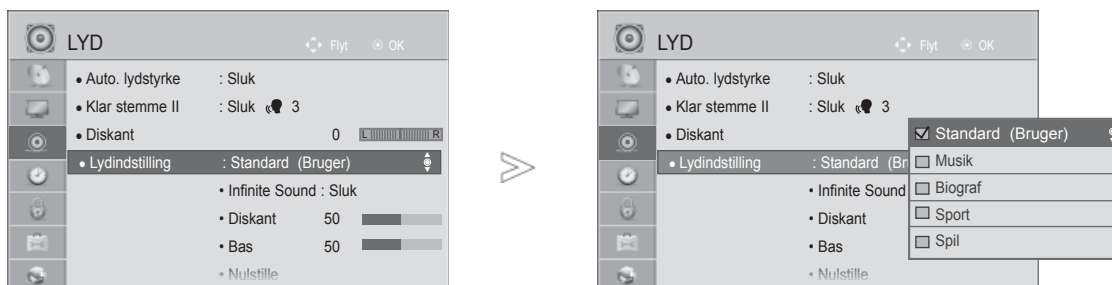 LYD Flyt OK
• Auto. lydstyrke : Sluk
• Klar stemme II : Sluk 3
• Diskant 0 L R
• Lydindstilling : Standard (Bruger)
• Infinite Sound : Sluk
• Diskant 50
• Bas 50
• Nulstille
LYD Flyt OK
• Auto. lydstyrke : Sluk
• Klar stemme II : Sluk 3
• Diskant
• Lydindstilling : Standard (Br
• Infinite Sound
• Diskant
• Bas
• Nulstille
Standard (Bruger)
Musik
Biograf
Sport
Spil